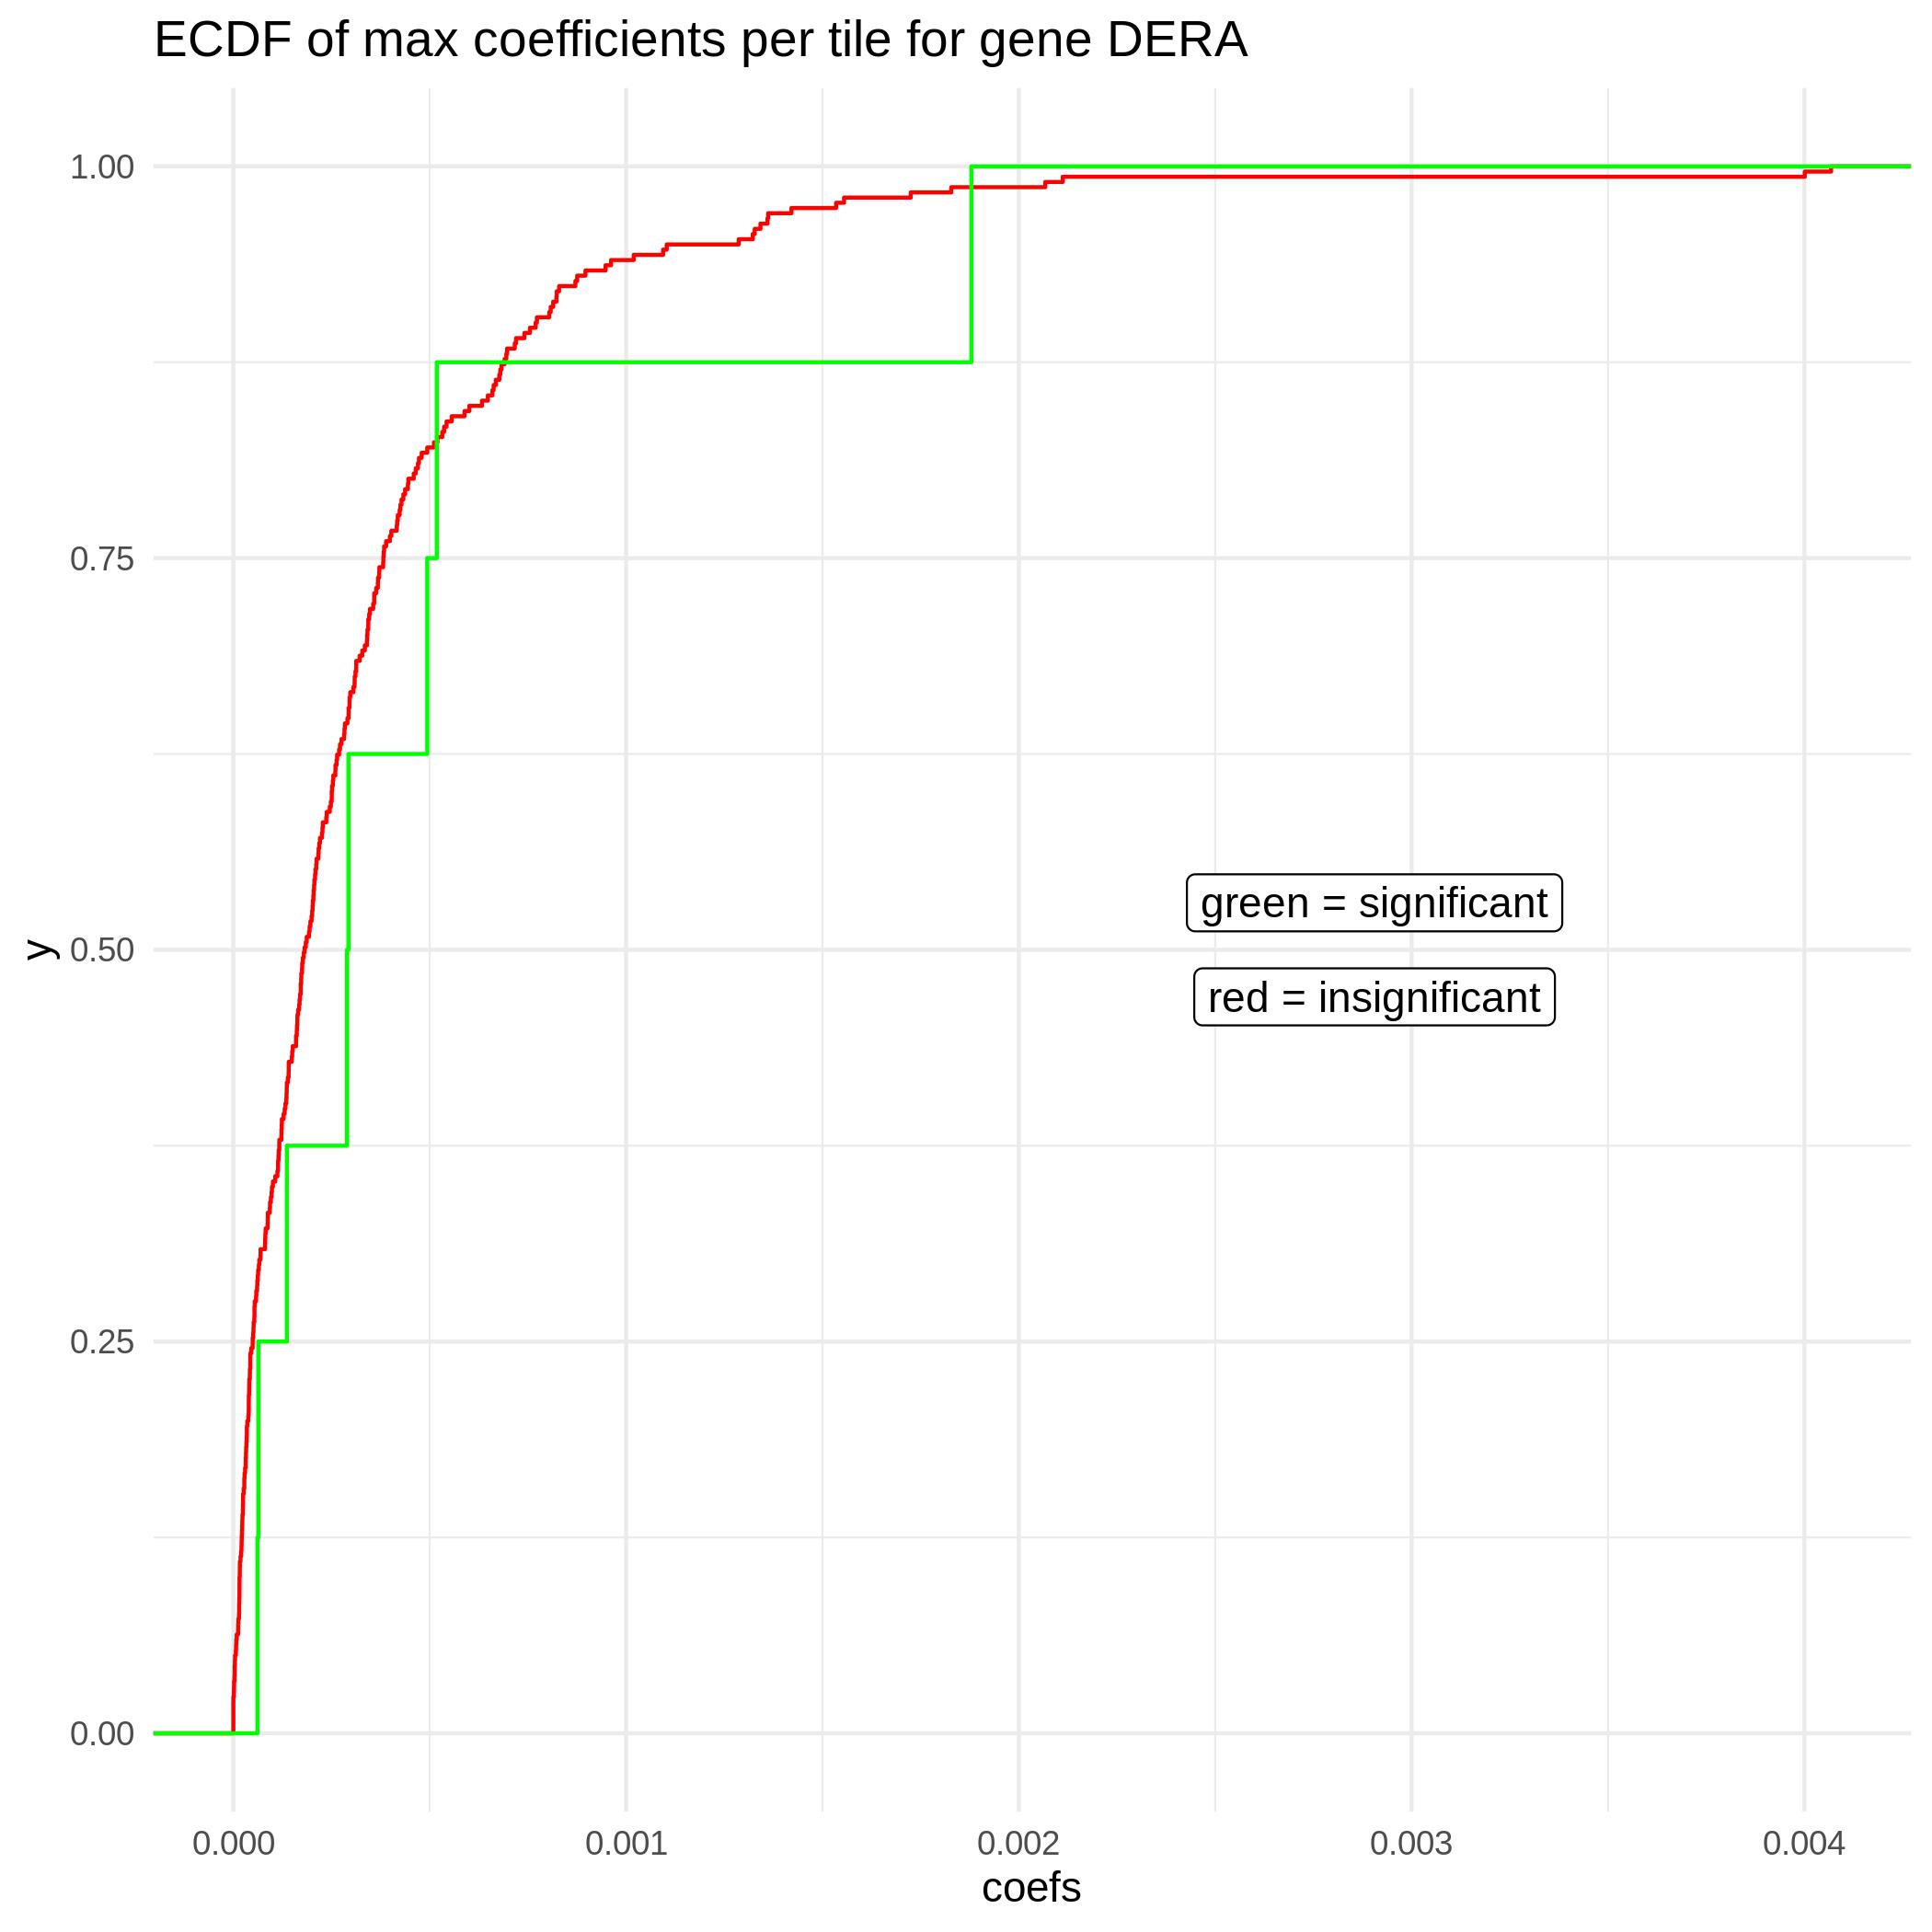 ECDF of max coefficients per tile for gene DERA
1.00
0.75
0.50
0.25
0.00
y
green = significant
red = insignificant
0.000 0.001 0.002 0.003 0.004
coefs